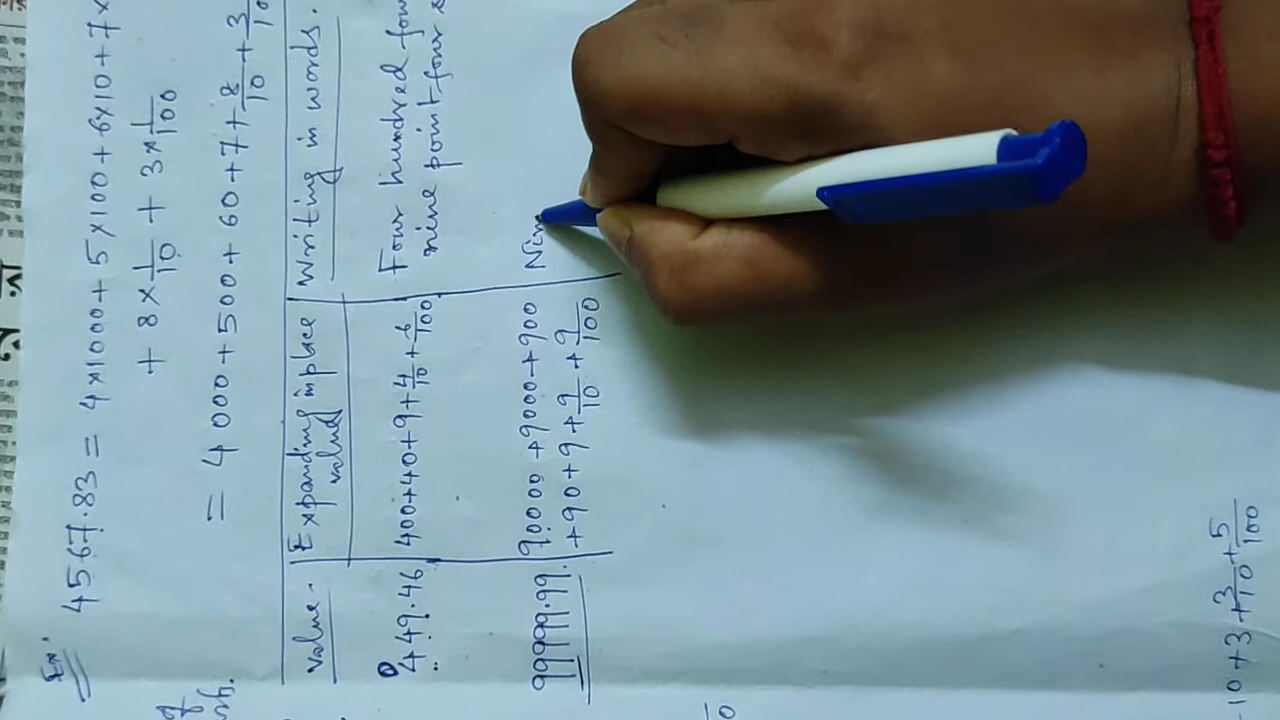 Ex.
4567.83 = 4×1000 + 5×100 + 6×10 + 7×
+ 8×1/10 + 3×1/100
= 4000 + 500 + 60 + 7 + 8/10 + 3/10
Value. Expanding in place value Writing in words.
449.46 400+40+9+4/10+6/100 Four hundred
nine point four
99999.99. 90000 + 9000 + 900 Nin
+ 90 + 9 + 9/10 + 9/100
10 + 3 + 3/10 + 5/100